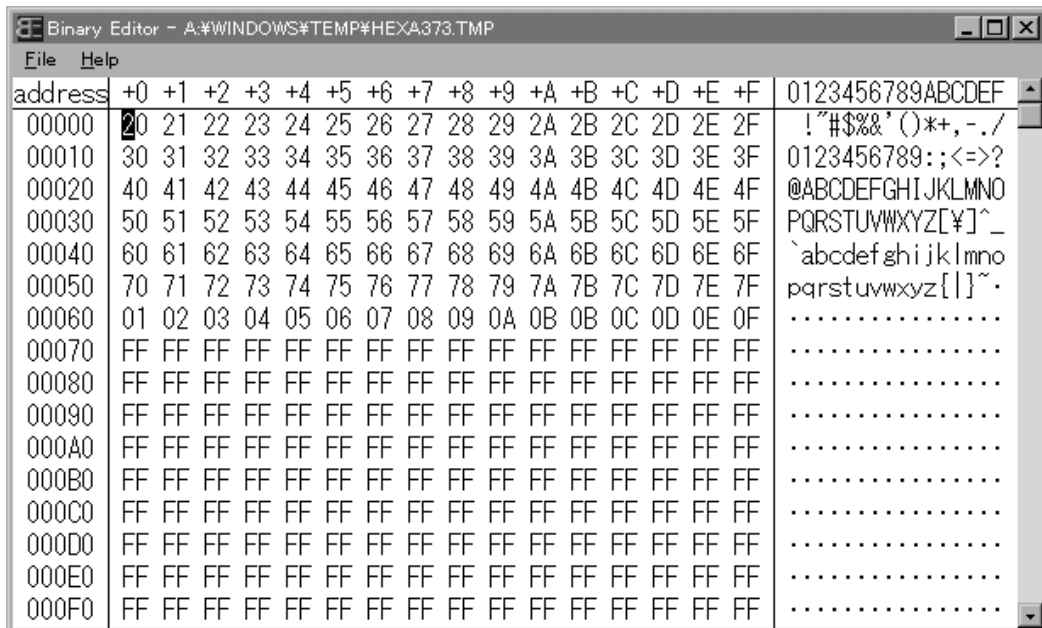 Binary Editor - A:¥WINDOWS¥TEMP¥HEXA373.TMP
File Help
address +0 +1 +2 +3 +4 +5 +6 +7 +8 +9 +A +B +C +D +E +F 0123456789ABCDEF
00000 20 21 22 23 24 25 26 27 28 29 2A 2B 2C 2D 2E 2F !"#$%&'()*+,-./
00010 30 31 32 33 34 35 36 37 38 39 3A 3B 3C 3D 3E 3F 0123456789:;<=>?
00020 40 41 42 43 44 45 46 47 48 49 4A 4B 4C 4D 4E 4F @ABCDEFGHIJKLMNO
00030 50 51 52 53 54 55 56 57 58 59 5A 5B 5C 5D 5E 5F PQRSTUVWXYZ[¥]^_
00040 60 61 62 63 64 65 66 67 68 69 6A 6B 6C 6D 6E 6F `abcdefghijklmno
00050 70 71 72 73 74 75 76 77 78 79 7A 7B 7C 7D 7E 7F pqrstuvwxyz{|}~·
00060 01 02 03 04 05 06 07 08 09 0A 0B 0B 0C 0D 0E 0F ················
00070 FF FF FF FF FF FF FF FF FF FF FF FF FF FF FF FF ················
00080 FF FF FF FF FF FF FF FF FF FF FF FF FF FF FF FF ················
00090 FF FF FF FF FF FF FF FF FF FF FF FF FF FF FF FF ················
000A0 FF FF FF FF FF FF FF FF FF FF FF FF FF FF FF FF ················
000B0 FF FF FF FF FF FF FF FF FF FF FF FF FF FF FF FF ················
000C0 FF FF FF FF FF FF FF FF FF FF FF FF FF FF FF FF ················
000D0 FF FF FF FF FF FF FF FF FF FF FF FF FF FF FF FF ················
000E0 FF FF FF FF FF FF FF FF FF FF FF FF FF FF FF FF ················
000F0 FF FF FF FF FF FF FF FF FF FF FF FF FF FF FF FF ················